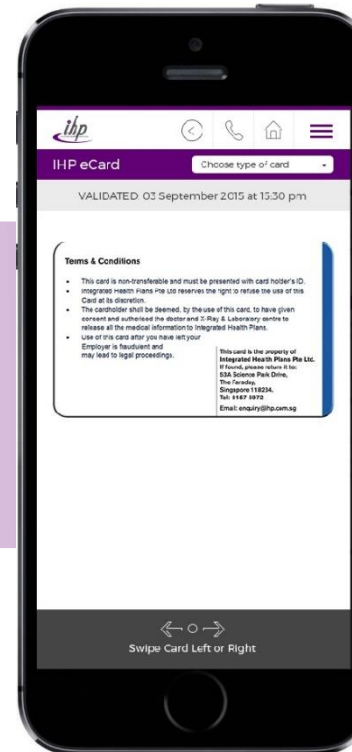 ihp
IHP eCard
Choose type of card
VALIDATED 03 September 2015 at 15:30 pm
Terms & Conditions
• This card is non-transferable and must be presented with card holder's ID.
• Integrated Health Plans Pte Ltd reserves the right to refuse the use of this
Card at its discretion.
• The cardholder shall be deemed, by the use of this card, to have given
consent and authorised the doctor and X-Ray & Laboratory centre to
release all the medical information to Integrated Health Plans.
• Use of this card after you have left your
Employer is fraudulent and
may lead to legal proceedings.
This card is the property of
Integrated Health Plans Pte Ltd.
If found, please return it to:
53A Science Park Drive,
The Faraday,
Singapore 118234.
Tel:
Email: enquiry@ihp.com.sg
Swipe Card Left or Right